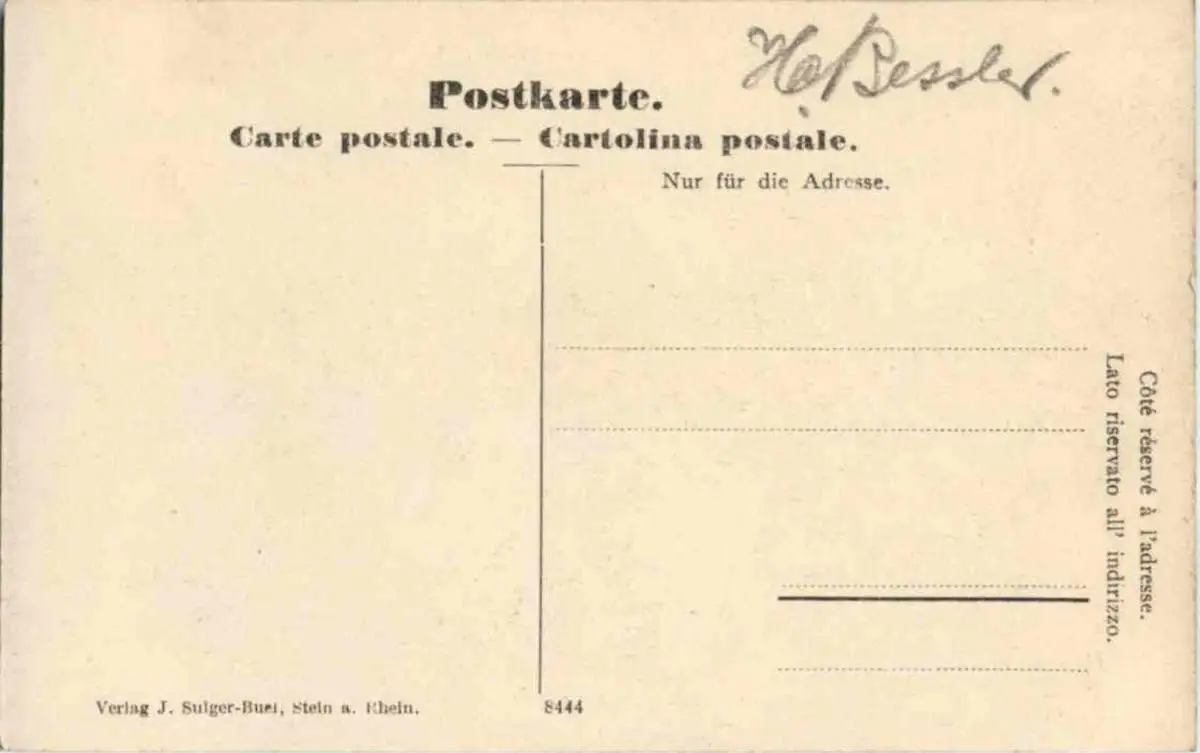 H. Bessler.
Postkarte.
Carte postale. — Cartolina postale.
Nur für die Adresse.
Côté réservé à l'adresse.
Lato riservato all' indirizzo.
Verlag J. Sulger-Buel, Stein a. Rhein.
8444